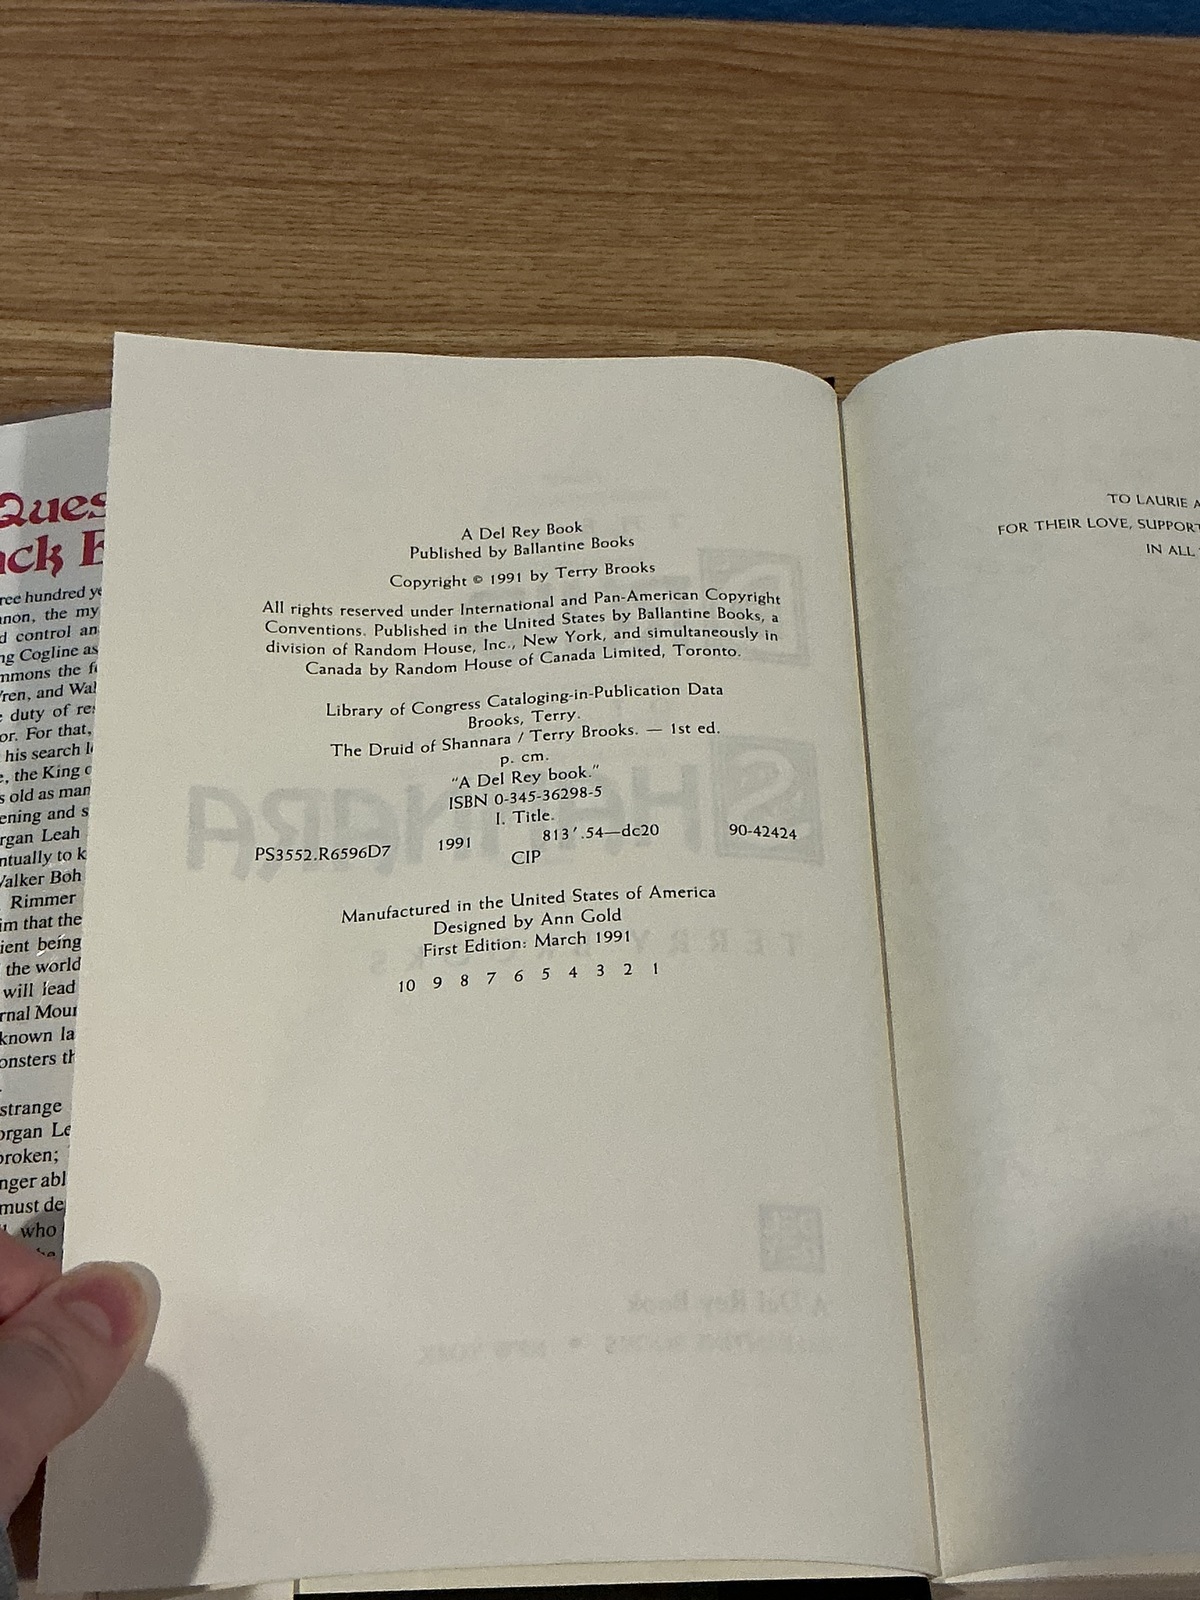 Ques
ck B
ree hundred ye
non, the my
d control an
ng Cogline as
mmons the f
ren, and Wal
duty of re
or. For that,
his search l
e, the King o
s old as man
ening and s
rgan Leah
ntually to k
Valker Boh
Rimmer
im that the
ient being
the world
will lead
rnal Mour
known la
onsters th
strange
organ Le
broken;
nger abl
must de
who
A Del Rey Book
Published by Ballantine Books
Copyright © 1991 by Terry Brooks
All rights reserved under International and Pan-American Copyright
Conventions. Published in the United States by Ballantine Books, a
division of Random House, Inc., New York, and simultaneously in
Canada by Random House of Canada Limited, Toronto.
Library of Congress Cataloging-in-Publication Data
Brooks, Terry.
The Druid of Shannara / Terry Brooks. — 1st ed.
p. cm.
“A Del Rey book.”
ISBN 0-345-36298-5
I. Title.
PS3552.R6596D7 1991 813′.54—dc20 90-42424
CIP
Manufactured in the United States of America
Designed by Ann Gold
First Edition: March 1991
10 9 8 7 6 5 4 3 2 1
TO LAURIE A
FOR THEIR LOVE, SUPPORT
IN ALL